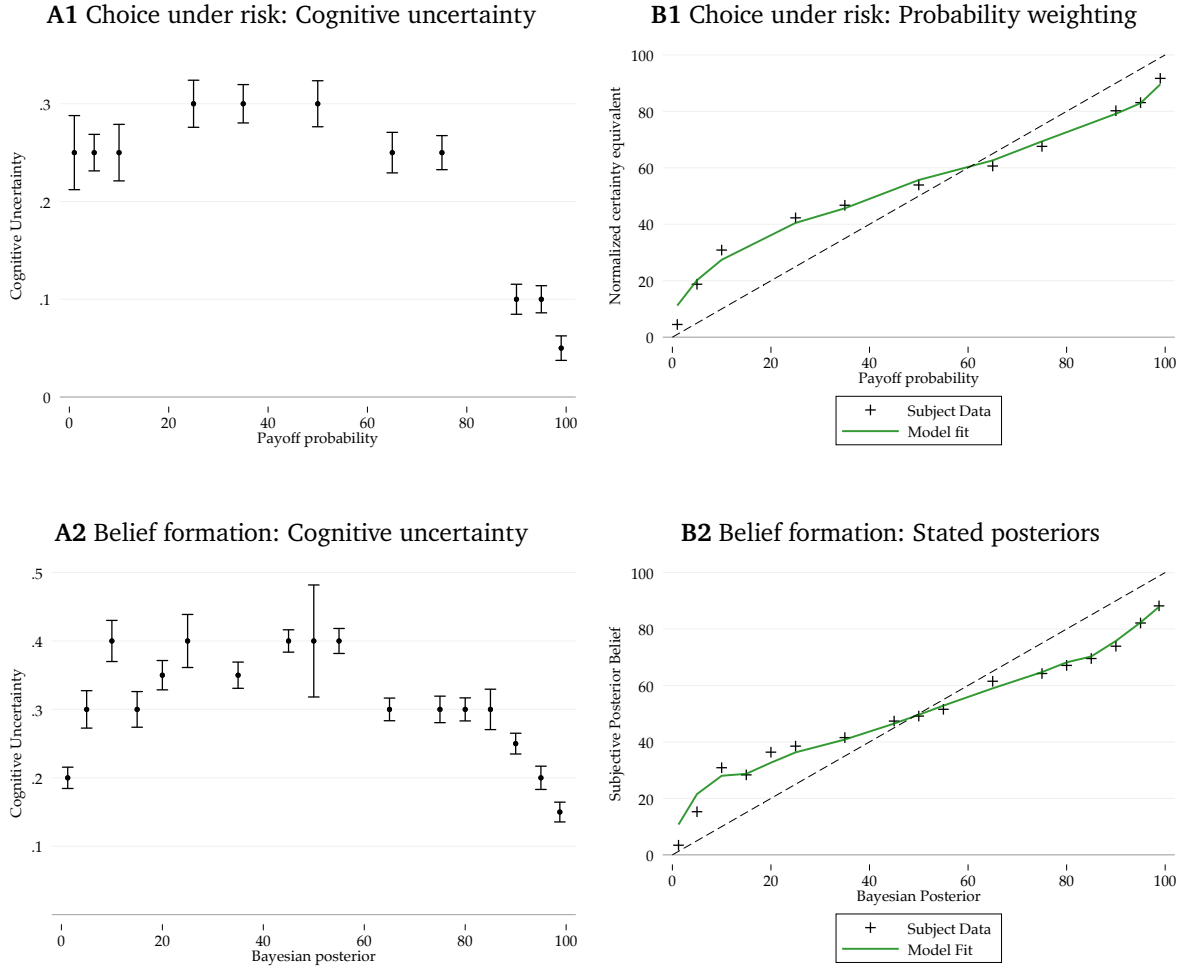 A1 Choice under risk: Cognitive uncertainty
Cognitive Uncertainty
.3
.2
.1
0
0 20 40 60 80 100
Payoff probability
B1 Choice under risk: Probability weighting
Normalized certainty equivalent
100
80
60
40
20
0
0 20 40 60 80 100
Payoff probability
Subject Data
Model fit
A2 Belief formation: Cognitive uncertainty
Cognitive Uncertainty
.5
.4
.3
.2
.1
0 20 40 60 80 100
Bayesian posterior
B2 Belief formation: Stated posteriors
Subjective Posterior Belief
100
80
60
40
20
0
0 20 40 60 80 100
Bayesian Posterior
Subject Data
Model Fit